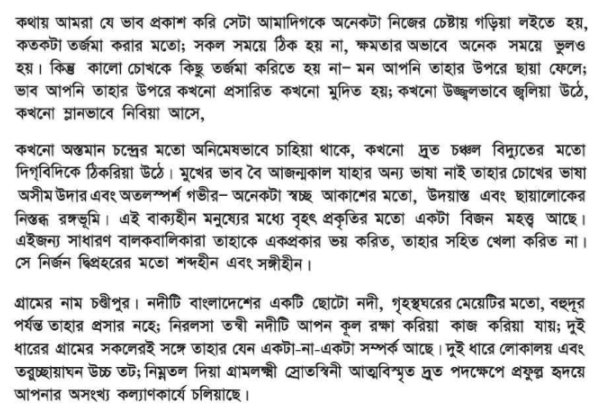 কথায় আমরা যে ভাব প্রকাশ করি সেটা আমাদিগকে অনেকটা নিজের চেষ্টায় গড়িয়া লইতে হয়,
কতকটা তর্জমা করার মতো; সকল সময়ে ঠিক হয় না, ক্ষমতার অভাবে অনেক সময়ে ভুলও
হয়। কিন্তু কালো চোখকে কিছু তর্জমা করিতে হয় না– মন আপনি তাহার উপরে ছায়া ফেলে;
ভাব আপনি তাহার উপরে কখনো প্রসারিত কখনো মুদিত হয়; কখনো উজ্জ্বলভাবে জ্বলিয়া উঠে,
কখনো ম্লানভাবে নিবিয়া আসে,
কখনো অস্তমান চন্দ্রের মতো অনিমেষভাবে চাহিয়া থাকে, কখনো দ্রুত চঞ্চল বিদ্যুতের মতো
দিগ্‌বিদিকে ঠিকরিয়া উঠে। মুখের ভাব বৈ আজন্মকাল যাহার অন্য ভাষা নাই তাহার চোখের ভাষা
অসীম উদার এবং অতলস্পর্শ গভীর– অনেকটা স্বচ্ছ আকাশের মতো, উদয়াস্ত এবং ছায়ালোকের
নিস্তব্ধ রঙ্গভূমি। এই বাক্যহীন মনুষ্যের মধ্যে বৃহৎ প্রকৃতির মতো একটা বিজন মহত্ত্ব আছে।
এইজন্য সাধারণ বালকবালিকারা তাহাকে একপ্রকার ভয় করিত, তাহার সহিত খেলা করিত না।
সে নির্জন দ্বিপ্রহরের মতো শব্দহীন এবং সঙ্গীহীন।
গ্রামের নাম চণ্ডীপুর। নদীটি বাংলাদেশের একটি ছোটো নদী, গৃহস্থঘরের মেয়েটির মতো, বহুদূর
পর্যন্ত তাহার প্রসার নহে; নিরলসা তন্বী নদীটি আপন কূল রক্ষা করিয়া কাজ করিয়া যায়; দুই
ধারের গ্রামের সকলেরই সঙ্গে তাহার যেন একটা-না-একটা সম্পর্ক আছে। দুই ধারে লোকালয় এবং
তরুচ্ছায়াঘন উচ্চ তট; নিম্নতল দিয়া গ্রামলক্ষ্মী স্রোতস্বিনী আত্মবিস্মৃত দ্রুত পদক্ষেপে প্রফুল্ল হৃদয়ে
আপনার অসংখ্য কল্যাণকার্যে চলিয়াছে।